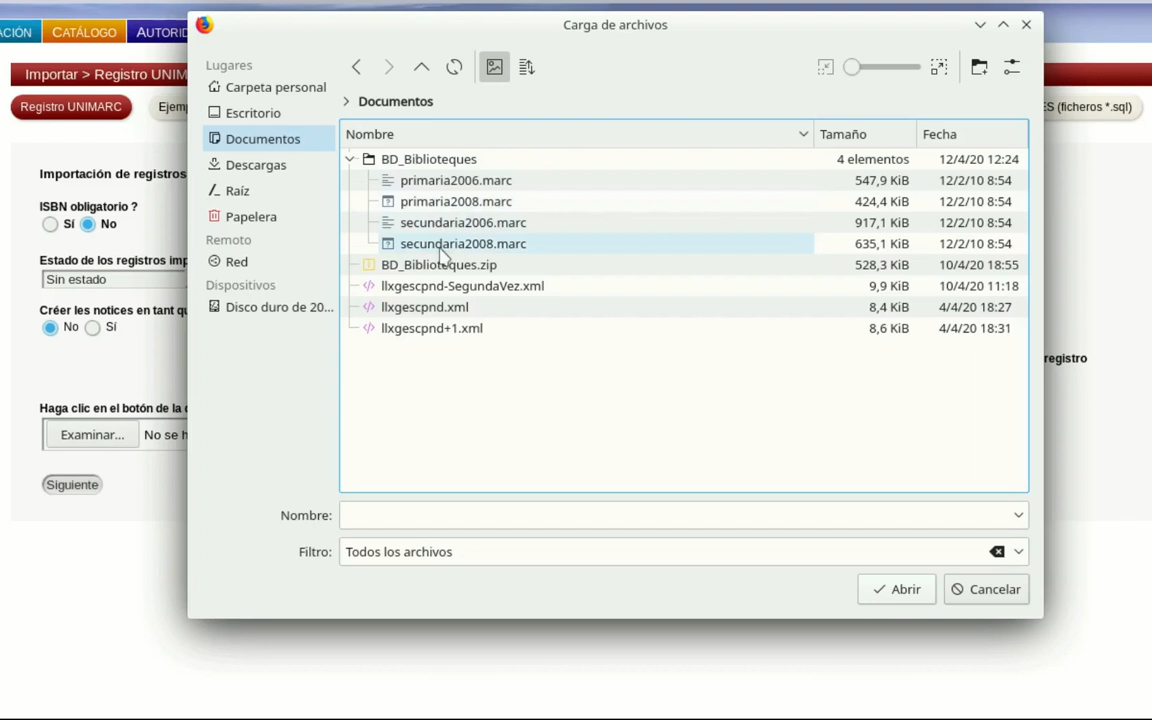 ACIÓN CATÁLOGO AUTORID
Importar > Registro UNIM
Registro UNIMARC Ejem
ES (ficheros *.sql)
Importación de registros
ISBN obligatorio ?
Sí No
Estado de los registros imp
Sin estado
Créer les notices en tant qu
No Sí
registro
Haga clic en el botón de la
Examinar... No se h
Siguiente
Carga de archivos
Lugares
Carpeta personal
Escritorio
Documentos
Descargas
Raíz
Papelera
Remoto
Red
Dispositivos
Disco duro de 20...
> Documentos
Nombre Tamaño Fecha
BD_Biblioteques 4 elementos 12/4/20 12:24
primaria2006.marc 547,9 KiB 12/2/10 8:54
primaria2008.marc 424,4 KiB 12/2/10 8:54
secundaria2006.marc 917,1 KiB 12/2/10 8:54
secundaria2008.marc 635,1 KiB 12/2/10 8:54
BD_Biblioteques.zip 528,3 KiB 10/4/20 18:55
llxgescpnd-SegundaVez.xml 9,9 KiB 10/4/20 11:18
llxgescpnd.xml 8,4 KiB 4/4/20 18:27
llxgescpnd+1.xml 8,6 KiB 4/4/20 18:31
Nombre:
Filtro: Todos los archivos
Abrir Cancelar